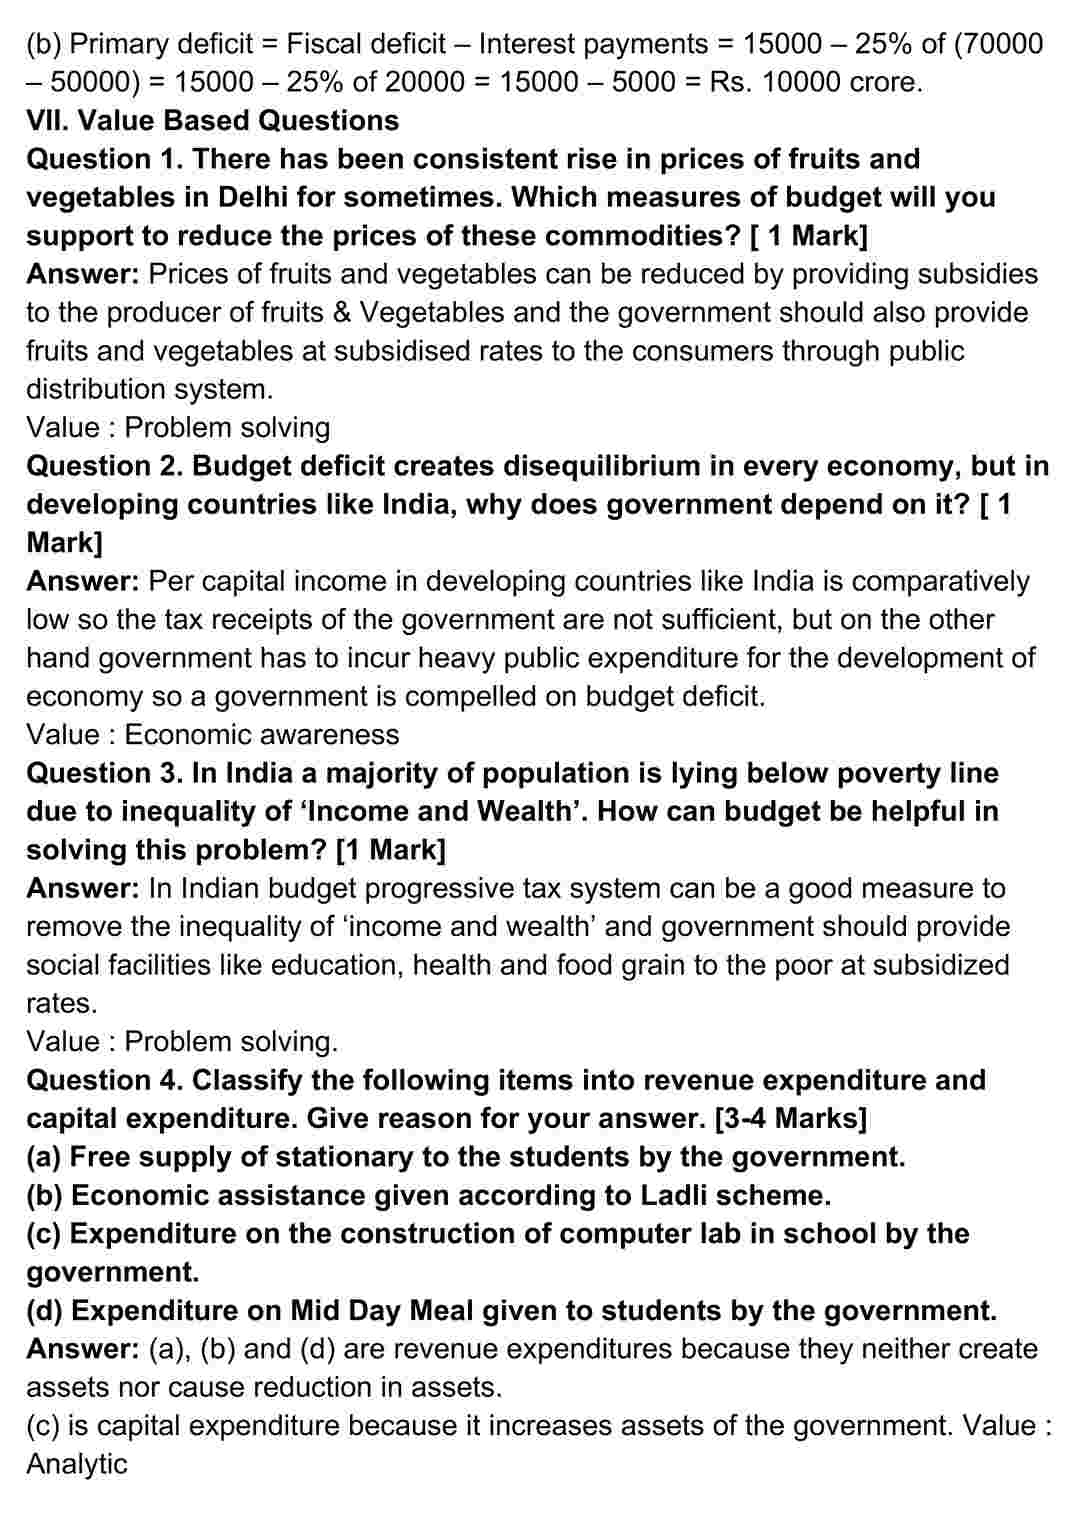 (b) Primary deficit = Fiscal deficit – Interest payments = 15000 – 25% of (70000
– 50000) = 15000 – 25% of 20000 = 15000 – 5000 = Rs. 10000 crore.
VII. Value Based Questions
Question 1. There has been consistent rise in prices of fruits and
vegetables in Delhi for sometimes. Which measures of budget will you
support to reduce the prices of these commodities? [ 1 Mark]
Answer: Prices of fruits and vegetables can be reduced by providing subsidies
to the producer of fruits & Vegetables and the government should also provide
fruits and vegetables at subsidised rates to the consumers through public
distribution system.
Value : Problem solving
Question 2. Budget deficit creates disequilibrium in every economy, but in
developing countries like India, why does government depend on it? [ 1
Mark]
Answer: Per capital income in developing countries like India is comparatively
low so the tax receipts of the government are not sufficient, but on the other
hand government has to incur heavy public expenditure for the development of
economy so a government is compelled on budget deficit.
Value : Economic awareness
Question 3. In India a majority of population is lying below poverty line
due to inequality of ‘Income and Wealth’. How can budget be helpful in
solving this problem? [1 Mark]
Answer: In Indian budget progressive tax system can be a good measure to
remove the inequality of ‘income and wealth’ and government should provide
social facilities like education, health and food grain to the poor at subsidized
rates.
Value : Problem solving.
Question 4. Classify the following items into revenue expenditure and
capital expenditure. Give reason for your answer. [3-4 Marks]
(a) Free supply of stationary to the students by the government.
(b) Economic assistance given according to Ladli scheme.
(c) Expenditure on the construction of computer lab in school by the
government.
(d) Expenditure on Mid Day Meal given to students by the government.
Answer: (a), (b) and (d) are revenue expenditures because they neither create
assets nor cause reduction in assets.
(c) is capital expenditure because it increases assets of the government. Value :
Analytic